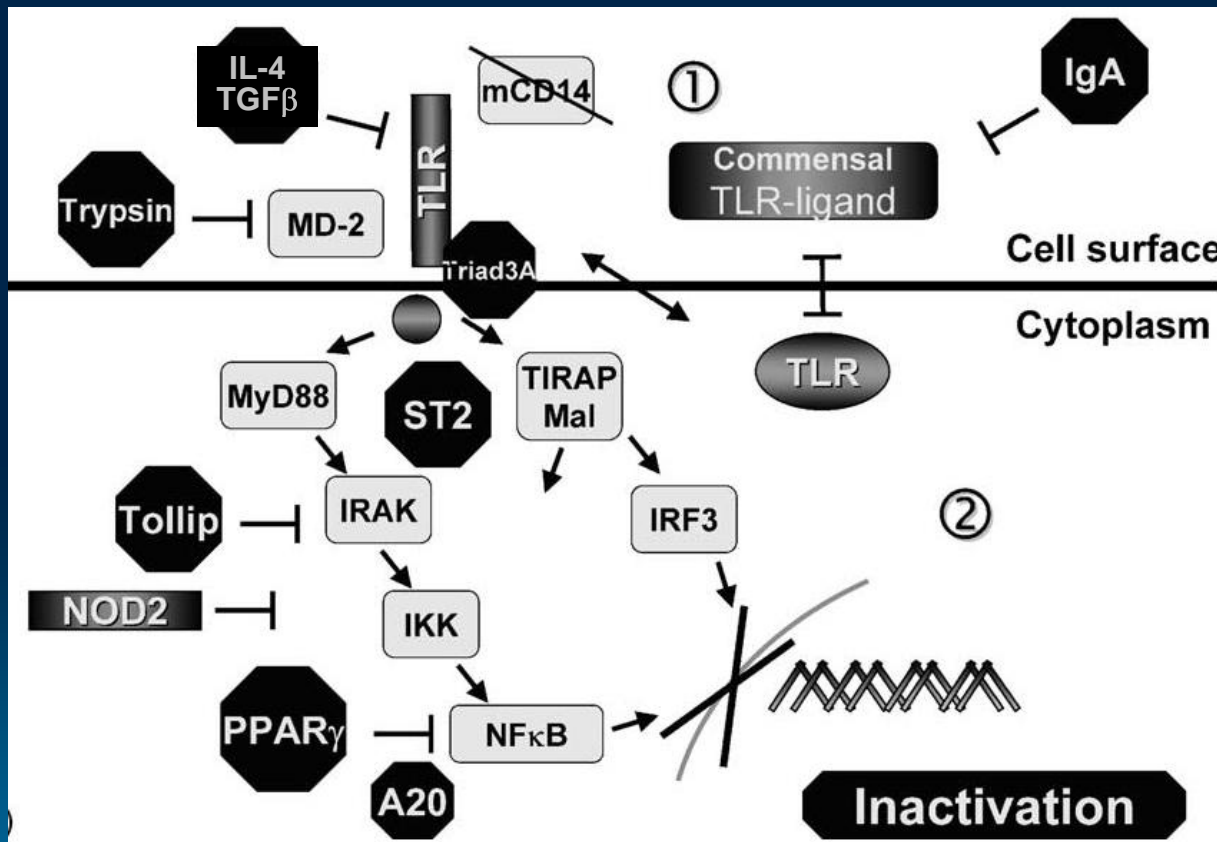 IL-4
TGFβ
mCD14
①
IgA
TLR
Commensal
TLR-ligand
Trypsin
MD-2
Triad3A
Cell surface
Cytoplasm
TLR
MyD88
ST2
TIRAP
Mal
Tollip
IRAK
IRF3
②
NOD2
IKK
PPARγ
NFκB
A20
Inactivation